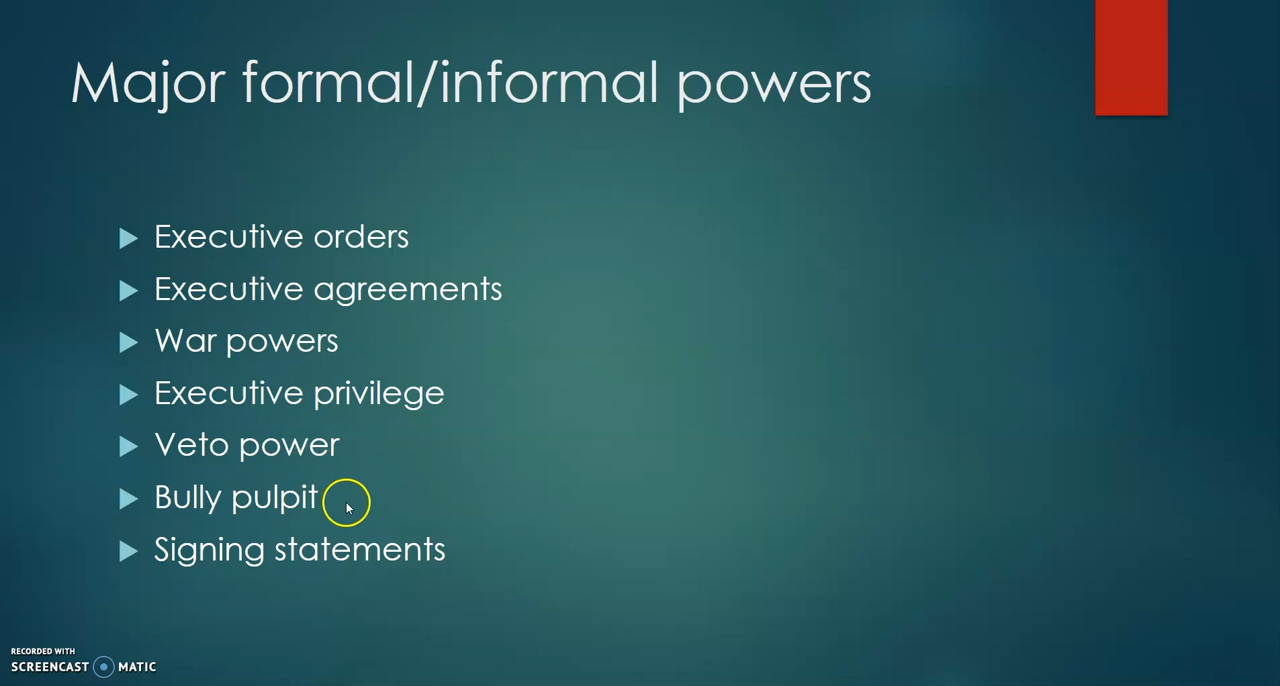 Major formal/informal powers
Executive orders
Executive agreements
War powers
Executive privilege
Veto power
Bully pulpit
Signing statements
RECORDED WITH
SCREENCAST MATIC